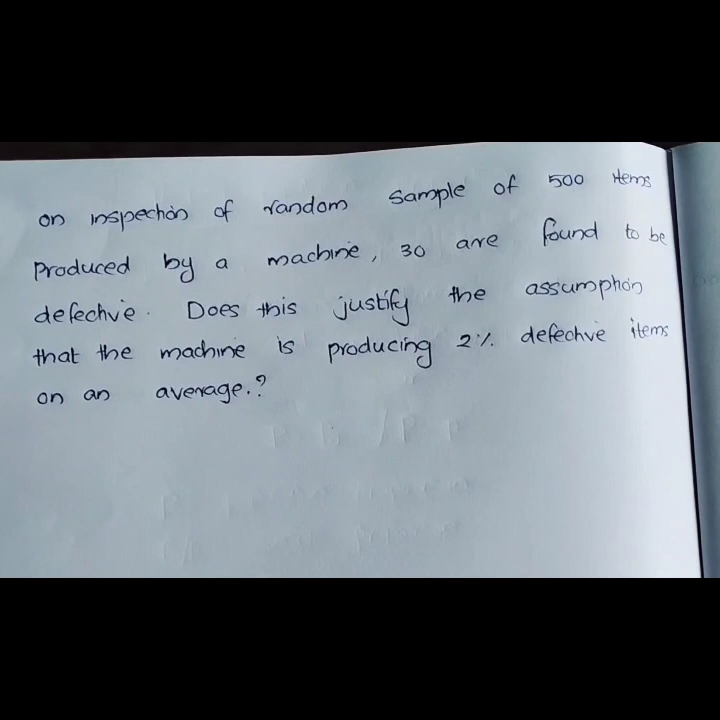 on inspection of random sample of 500 items
produced by a machine, 30 are found to be
defective. Does this justify the assumption
that the machine is producing 2% defective items
on an average.?